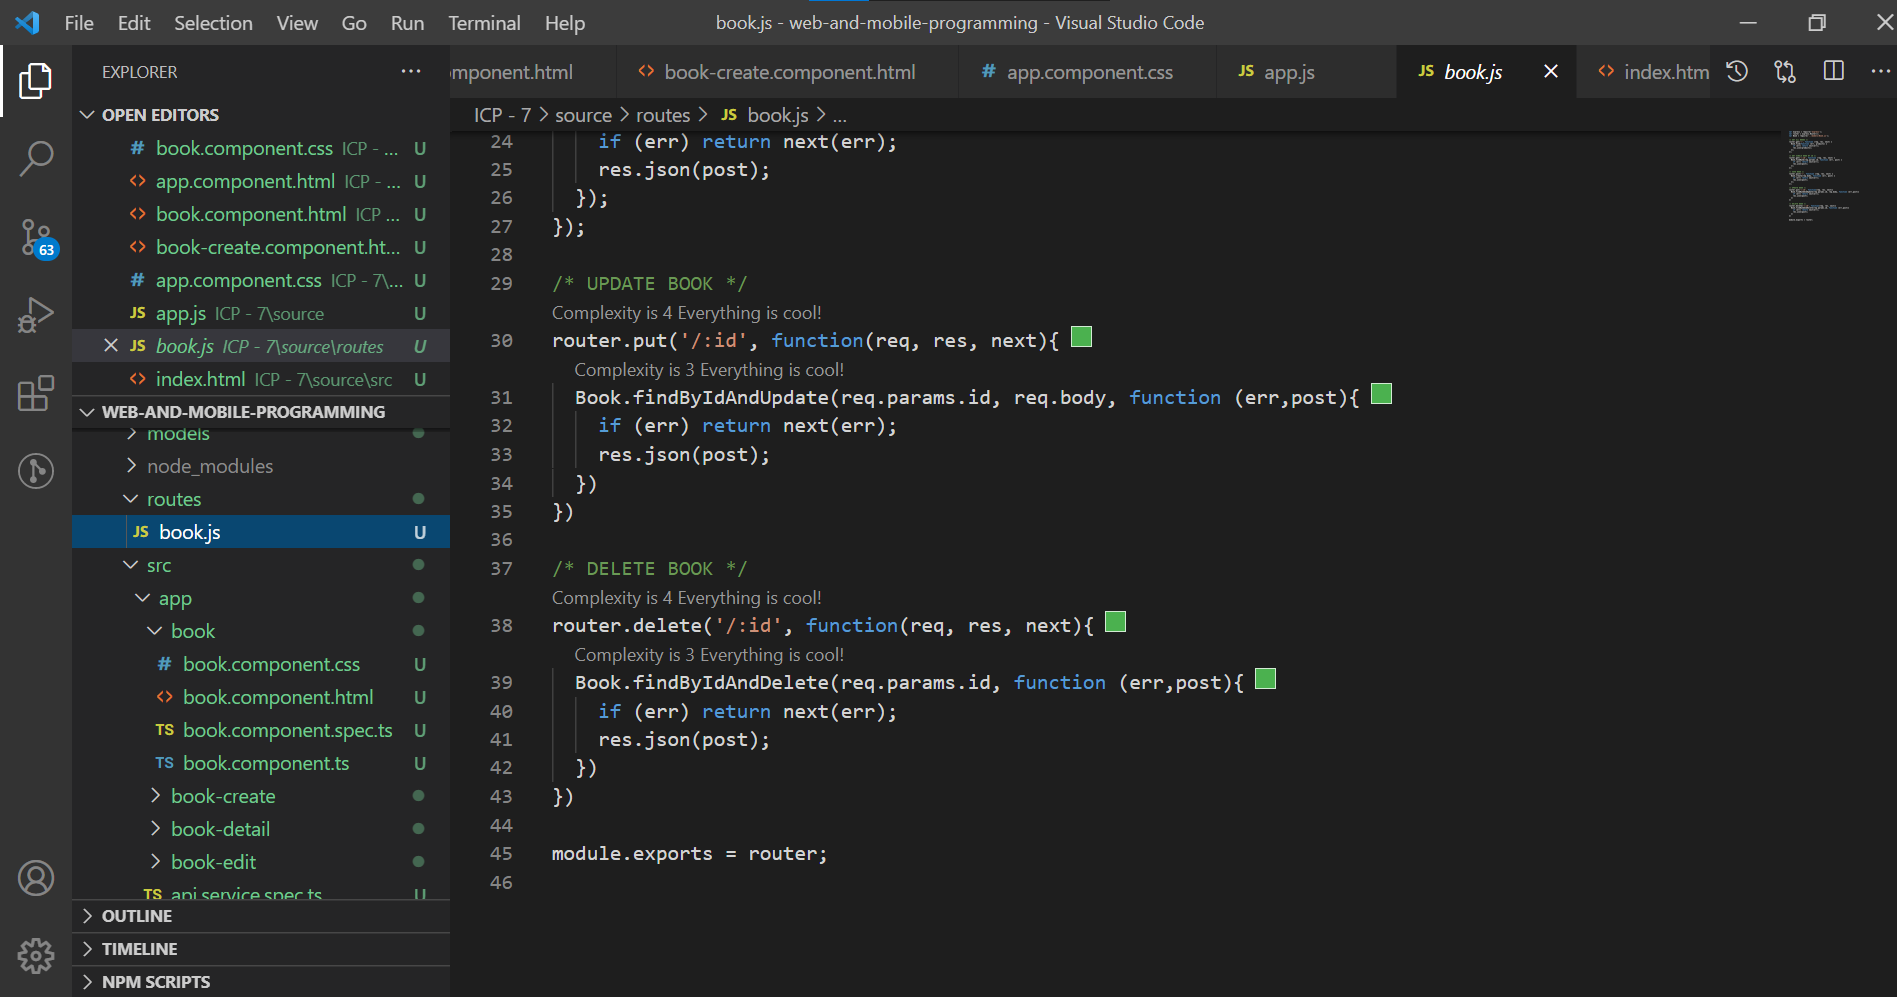 File Edit Selection View Go Run Terminal Help book.js - web-and-mobile-programming - Visual Studio Code
EXPLORER
OPEN EDITORS
# book.component.css ICP - ... U
<> app.component.html ICP - ... U
<> book.component.html ICP ... U
<> book-create.component.ht... U
# app.component.css ICP - 7\... U
JS app.js ICP - 7\source U
JS book.js ICP - 7\source\routes U
<> index.html ICP - 7\source\src U
WEB-AND-MOBILE-PROGRAMMING
models
node_modules
routes
JS book.js U
src
app
book
# book.component.css U
<> book.component.html U
TS book.component.spec.ts U
TS book.component.ts U
book-create
book-detail
book-edit
TS api.service.spec.ts U
OUTLINE
TIMELINE
NPM SCRIPTS
63
mponent.html <> book-create.component.html # app.component.css JS app.js JS book.js <> index.htm
ICP - 7 > source > routes > JS book.js > ...
24 if (err) return next(err);
25 res.json(post);
26 });
27 });
28
29 /* UPDATE BOOK */
Complexity is 4 Everything is cool!
30 router.put('/:id', function(req, res, next){
Complexity is 3 Everything is cool!
31 Book.findByIdAndUpdate(req.params.id, req.body, function (err,post){
32 if (err) return next(err);
33 res.json(post);
34 })
35 })
36
37 /* DELETE BOOK */
Complexity is 4 Everything is cool!
38 router.delete('/:id', function(req, res, next){
Complexity is 3 Everything is cool!
39 Book.findByIdAndDelete(req.params.id, function (err,post){
40 if (err) return next(err);
41 res.json(post);
42 })
43 })
44
45 module.exports = router;
46